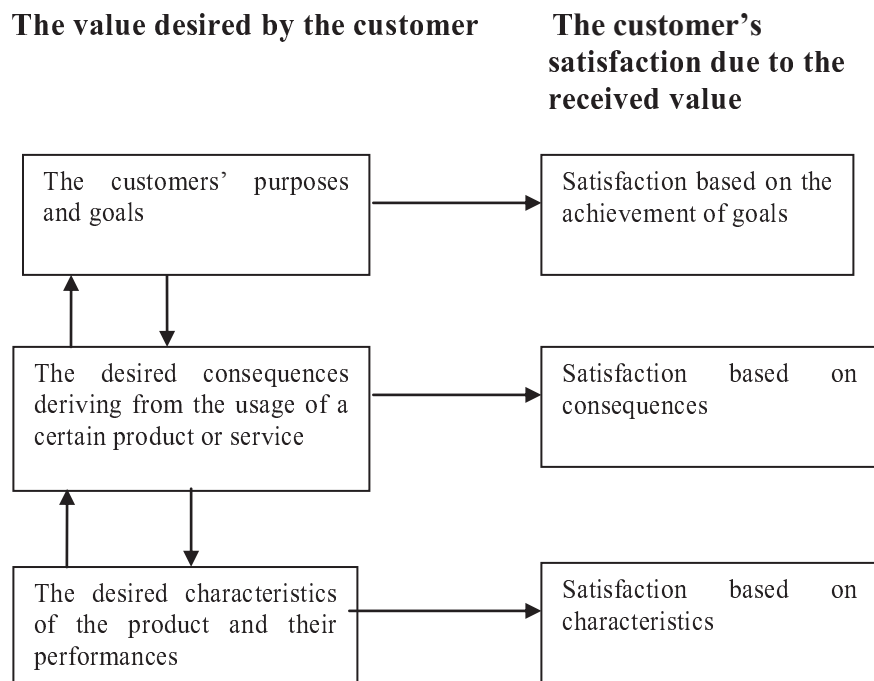 The value desired by the customer
The customer's
satisfaction due to the
received value
The customers' purposes
and goals
Satisfaction based on the
achievement of goals
The desired consequences
deriving from the usage of a
certain product or service
Satisfaction based on
consequences
The desired characteristics
of the product and their
performances
Satisfaction based on
characteristics